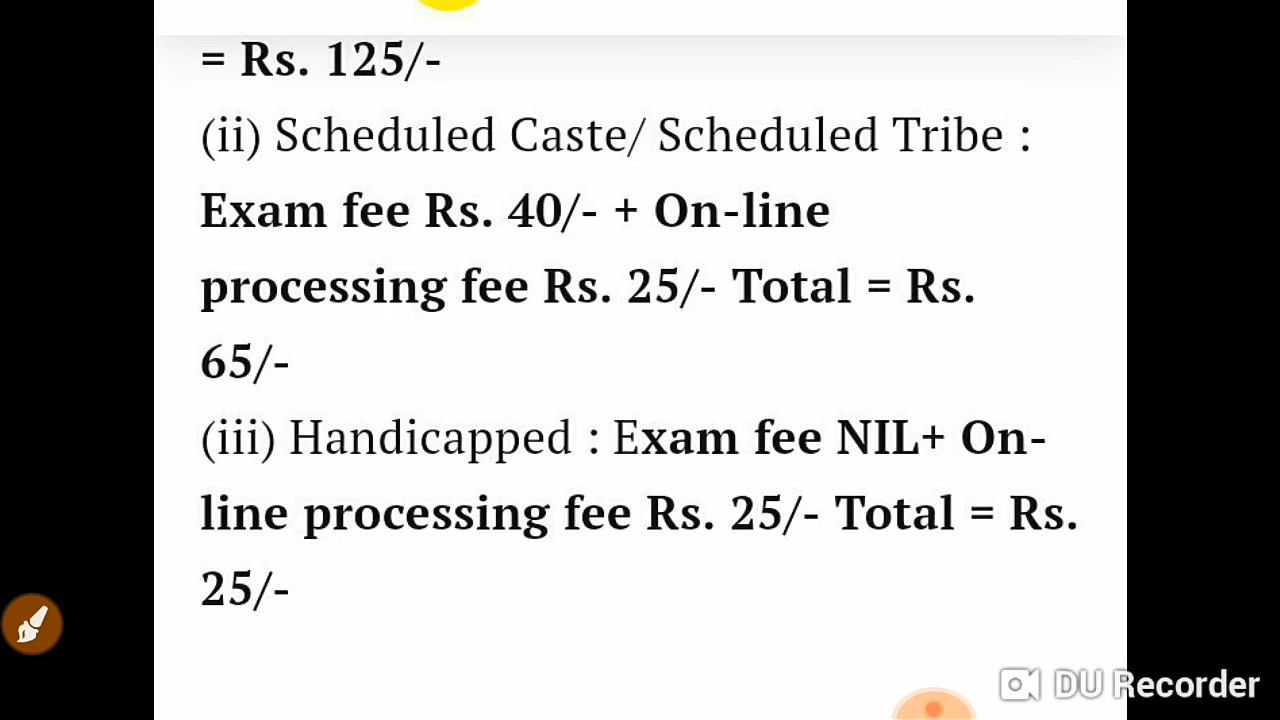 = Rs. 125/-
(ii) Scheduled Caste/ Scheduled Tribe :
Exam fee Rs. 40/- + On-line
processing fee Rs. 25/- Total = Rs.
65/-
(iii) Handicapped : Exam fee NIL+ On-
line processing fee Rs. 25/- Total = Rs.
25/-
DU Recorder